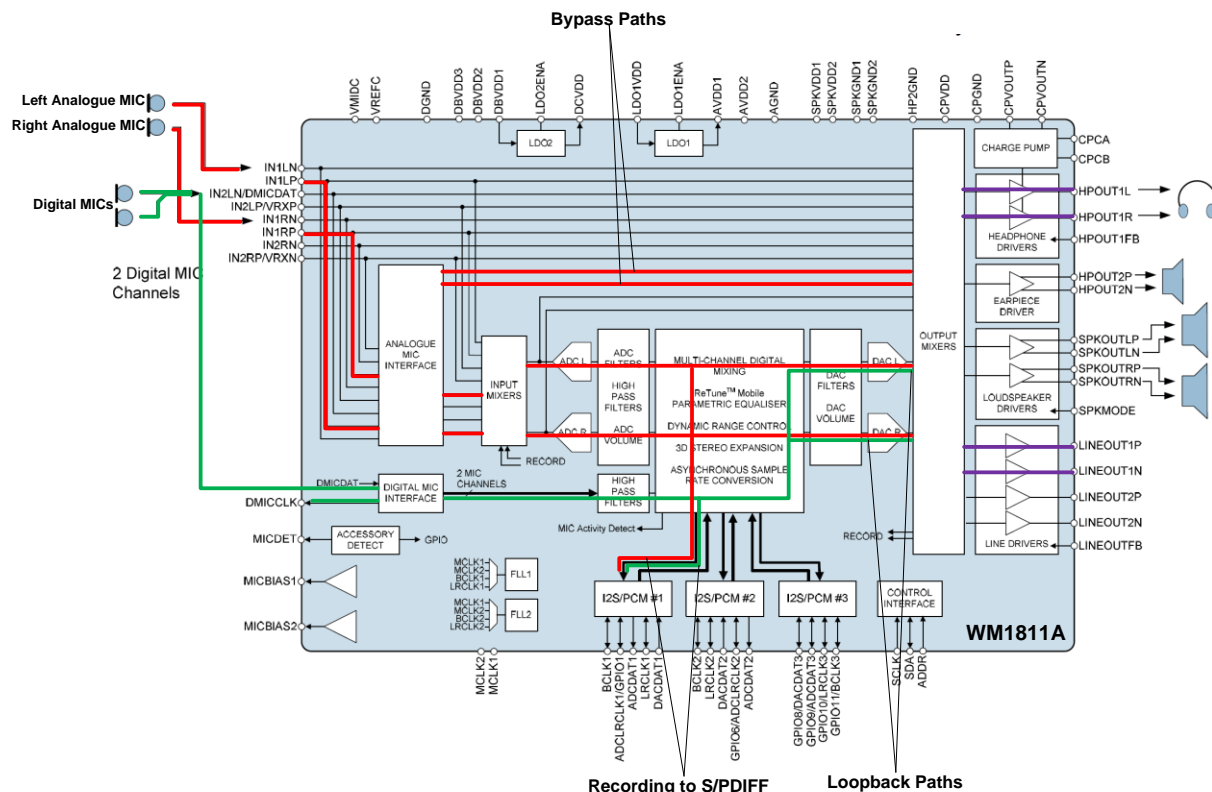 Bypass Paths
Left Analogue MIC
Right Analogue MIC
Digital MICs
2 Digital MIC
Channels
VMIDC
VREFC
DGND
DBVDD3
DBVDD2
DBVDD1
LDO2ENA
DCVDD
LDO1VDD
LDO1ENA
AVDD1
AVDD2
AGND
SPKVDD1
SPKVDD2
SPKGND1
SPKGND2
HP2GND
CPVDD
CPGND
CPVOUTP
CPVOUTN
LDO2
LDO1
CHARGE PUMP
CPCA
CPCB
IN1LN
IN1LP
IN2LN/DMICDAT
IN2LP/VRXP
IN1RN
IN1RP
IN2RN
IN2RP/VRXN
HPOUT1L
HPOUT1R
HEADPHONE
DRIVERS
HPOUT1FB
HPOUT2P
HPOUT2N
EARPIECE
DRIVER
ANALOGUE
MIC
INTERFACE
INPUT
MIXERS
ADC L
ADC R
ADC
FILTERS
HIGH
PASS
FILTERS
ADC
VOLUME
MULTI-CHANNEL DIGITAL
MIXING
ReTune™ Mobile
PARAMETRIC EQUALISER
DYNAMIC RANGE CONTROL
3D STEREO EXPANSION
ASYNCHRONOUS SAMPLE
RATE CONVERSION
DAC
FILTERS
DAC
VOLUME
DAC L
DAC R
OUTPUT
MIXERS
SPKOUTLP
SPKOUTLN
SPKOUTRP
SPKOUTRN
LOUDSPEAKER
DRIVERS
SPKMODE
LINEOUT1P
LINEOUT1N
LINEOUT2P
LINEOUT2N
LINE DRIVERS
LINEOUTFB
RECORD
2 MIC
CHANNELS
DMICDAT
DIGITAL MIC
INTERFACE
HIGH
PASS
FILTERS
DMICCLK
MIC Activity Detect
RECORD
MICDET
ACCESSORY
DETECT
GPIO
MICBIAS1
MICBIAS2
MCLK1
MCLK2
BCLK1
LRCLK1
FLL1
MCLK1
MCLK2
BCLK2
LRCLK2
FLL2
I2S/PCM #1
I2S/PCM #2
I2S/PCM #3
CONTROL
INTERFACE
WM1811A
MCLK2
MCLK1
BCLK1
ADCLRCLK1/GPIO1
ADCDAT1
LRCLK1
DACDAT1
BCLK2
LRCLK2
DACDAT2
GPIO6/ADCLRCLK2
ADCDAT2
GPIO8/DACDAT3
GPIO9/ADCDAT3
GPIO10/LRCLK3
GPIO11/BCLK3
SCLK
SDA
ADDR
Recording to S/PDIFF
Loopback Paths